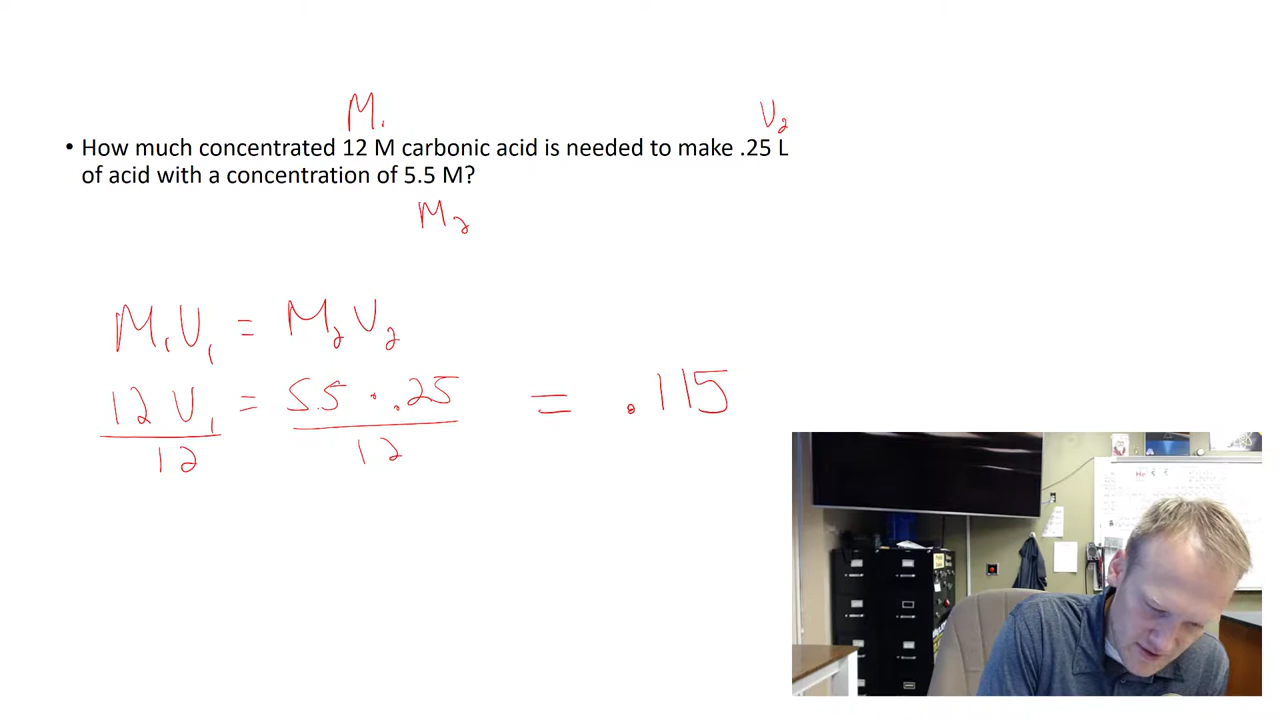 M₁
V₂
• How much concentrated 12 M carbonic acid is needed to make .25 L
of acid with a concentration of 5.5 M?
M₂
M₁V₁ = M₂V₂
12 V₁ = 5.5 · .25 = .115
12 12